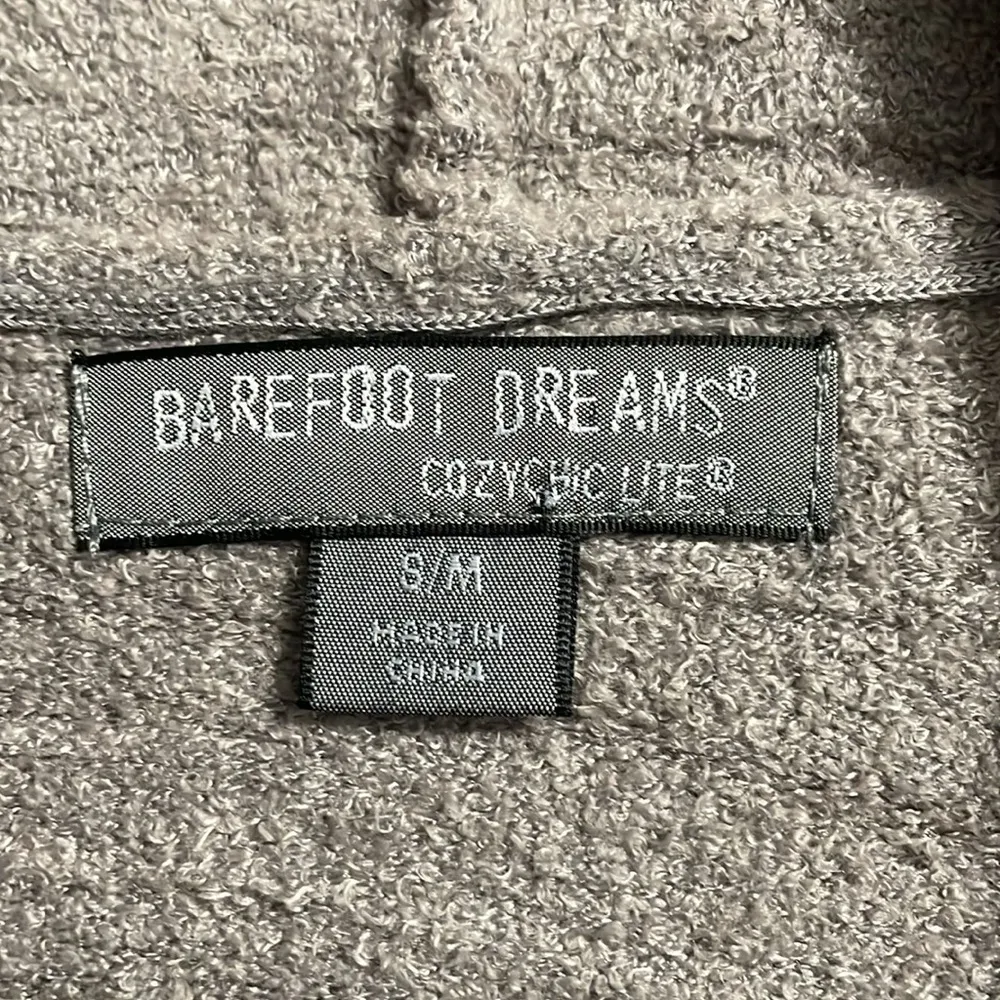 BAREFOOT DREAMS®
COZYCHIC LITE®
S/M
MADE IN
CHINA